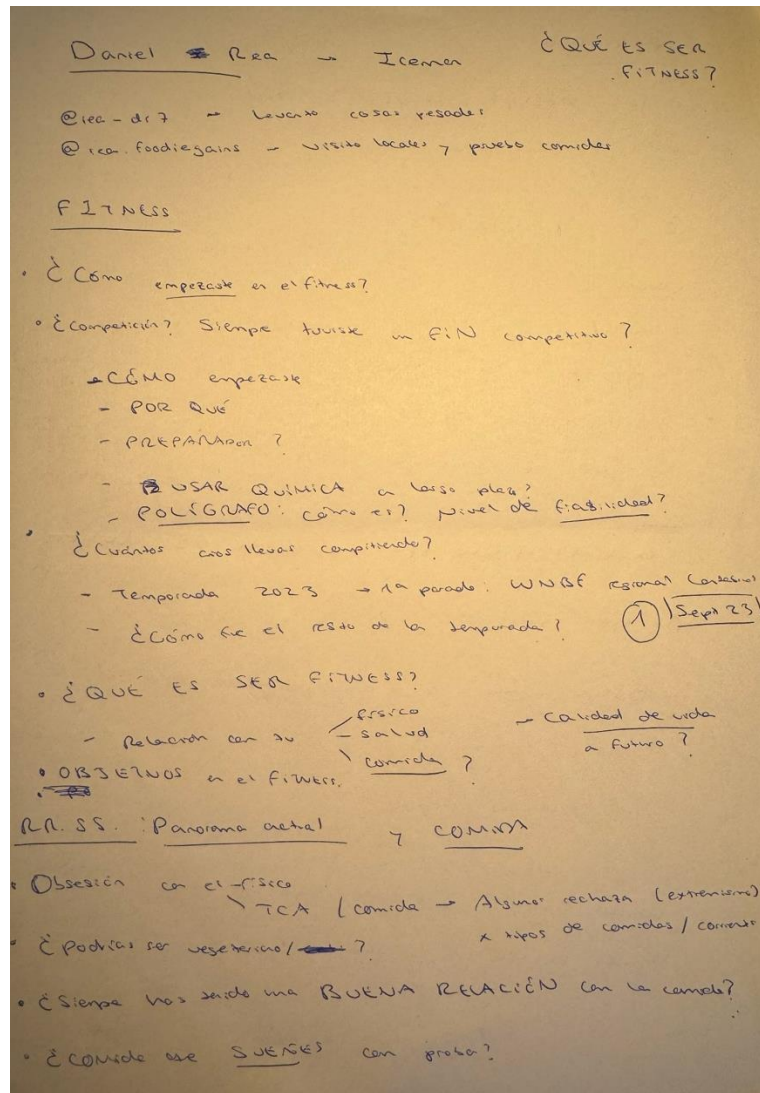 Daniel Rea → Iceman
¿QUÉ ES SER
FITNESS?
@rea-dr7 → Levanto cosas pesadas
@rea.foodiegains → visito locales y pruebo comidas
FITNESS
• ¿Cómo empezaste en el fitness?
• ¿Competición? Siempre tuviste un FIN competitivo?
• CÓMO empezaste
- POR QUÉ
- PREPARADOR?
- USAR QUÍMICA a largo plazo?
- POLÍGRAFO: cómo es? Nivel de fiabilidad?
• ¿Cuántos años llevas compitiendo?
- Temporada 2023 → 1ª parada: WNBF regional
- ¿Cómo fue el resto de la temporada? 1 Sept 23
• ¿QUÉ ES SER FITNESS?
- Relación con tu físico
- salud → Calidad de vida
comida? a futuro?
• OBJETIVOS en el fitness.
RR.SS.: Panorama actual y COMIDA
• Obsesión con el físico
TCA / comida → Algunos rechaza (extremismo)
x tipos de comidas /
• ¿Podrías ser vegetariano/ ?
• ¿Siempre has tenido una BUENA RELACIÓN con la comida?
• ¿COMIDA que SUEÑES con probar?